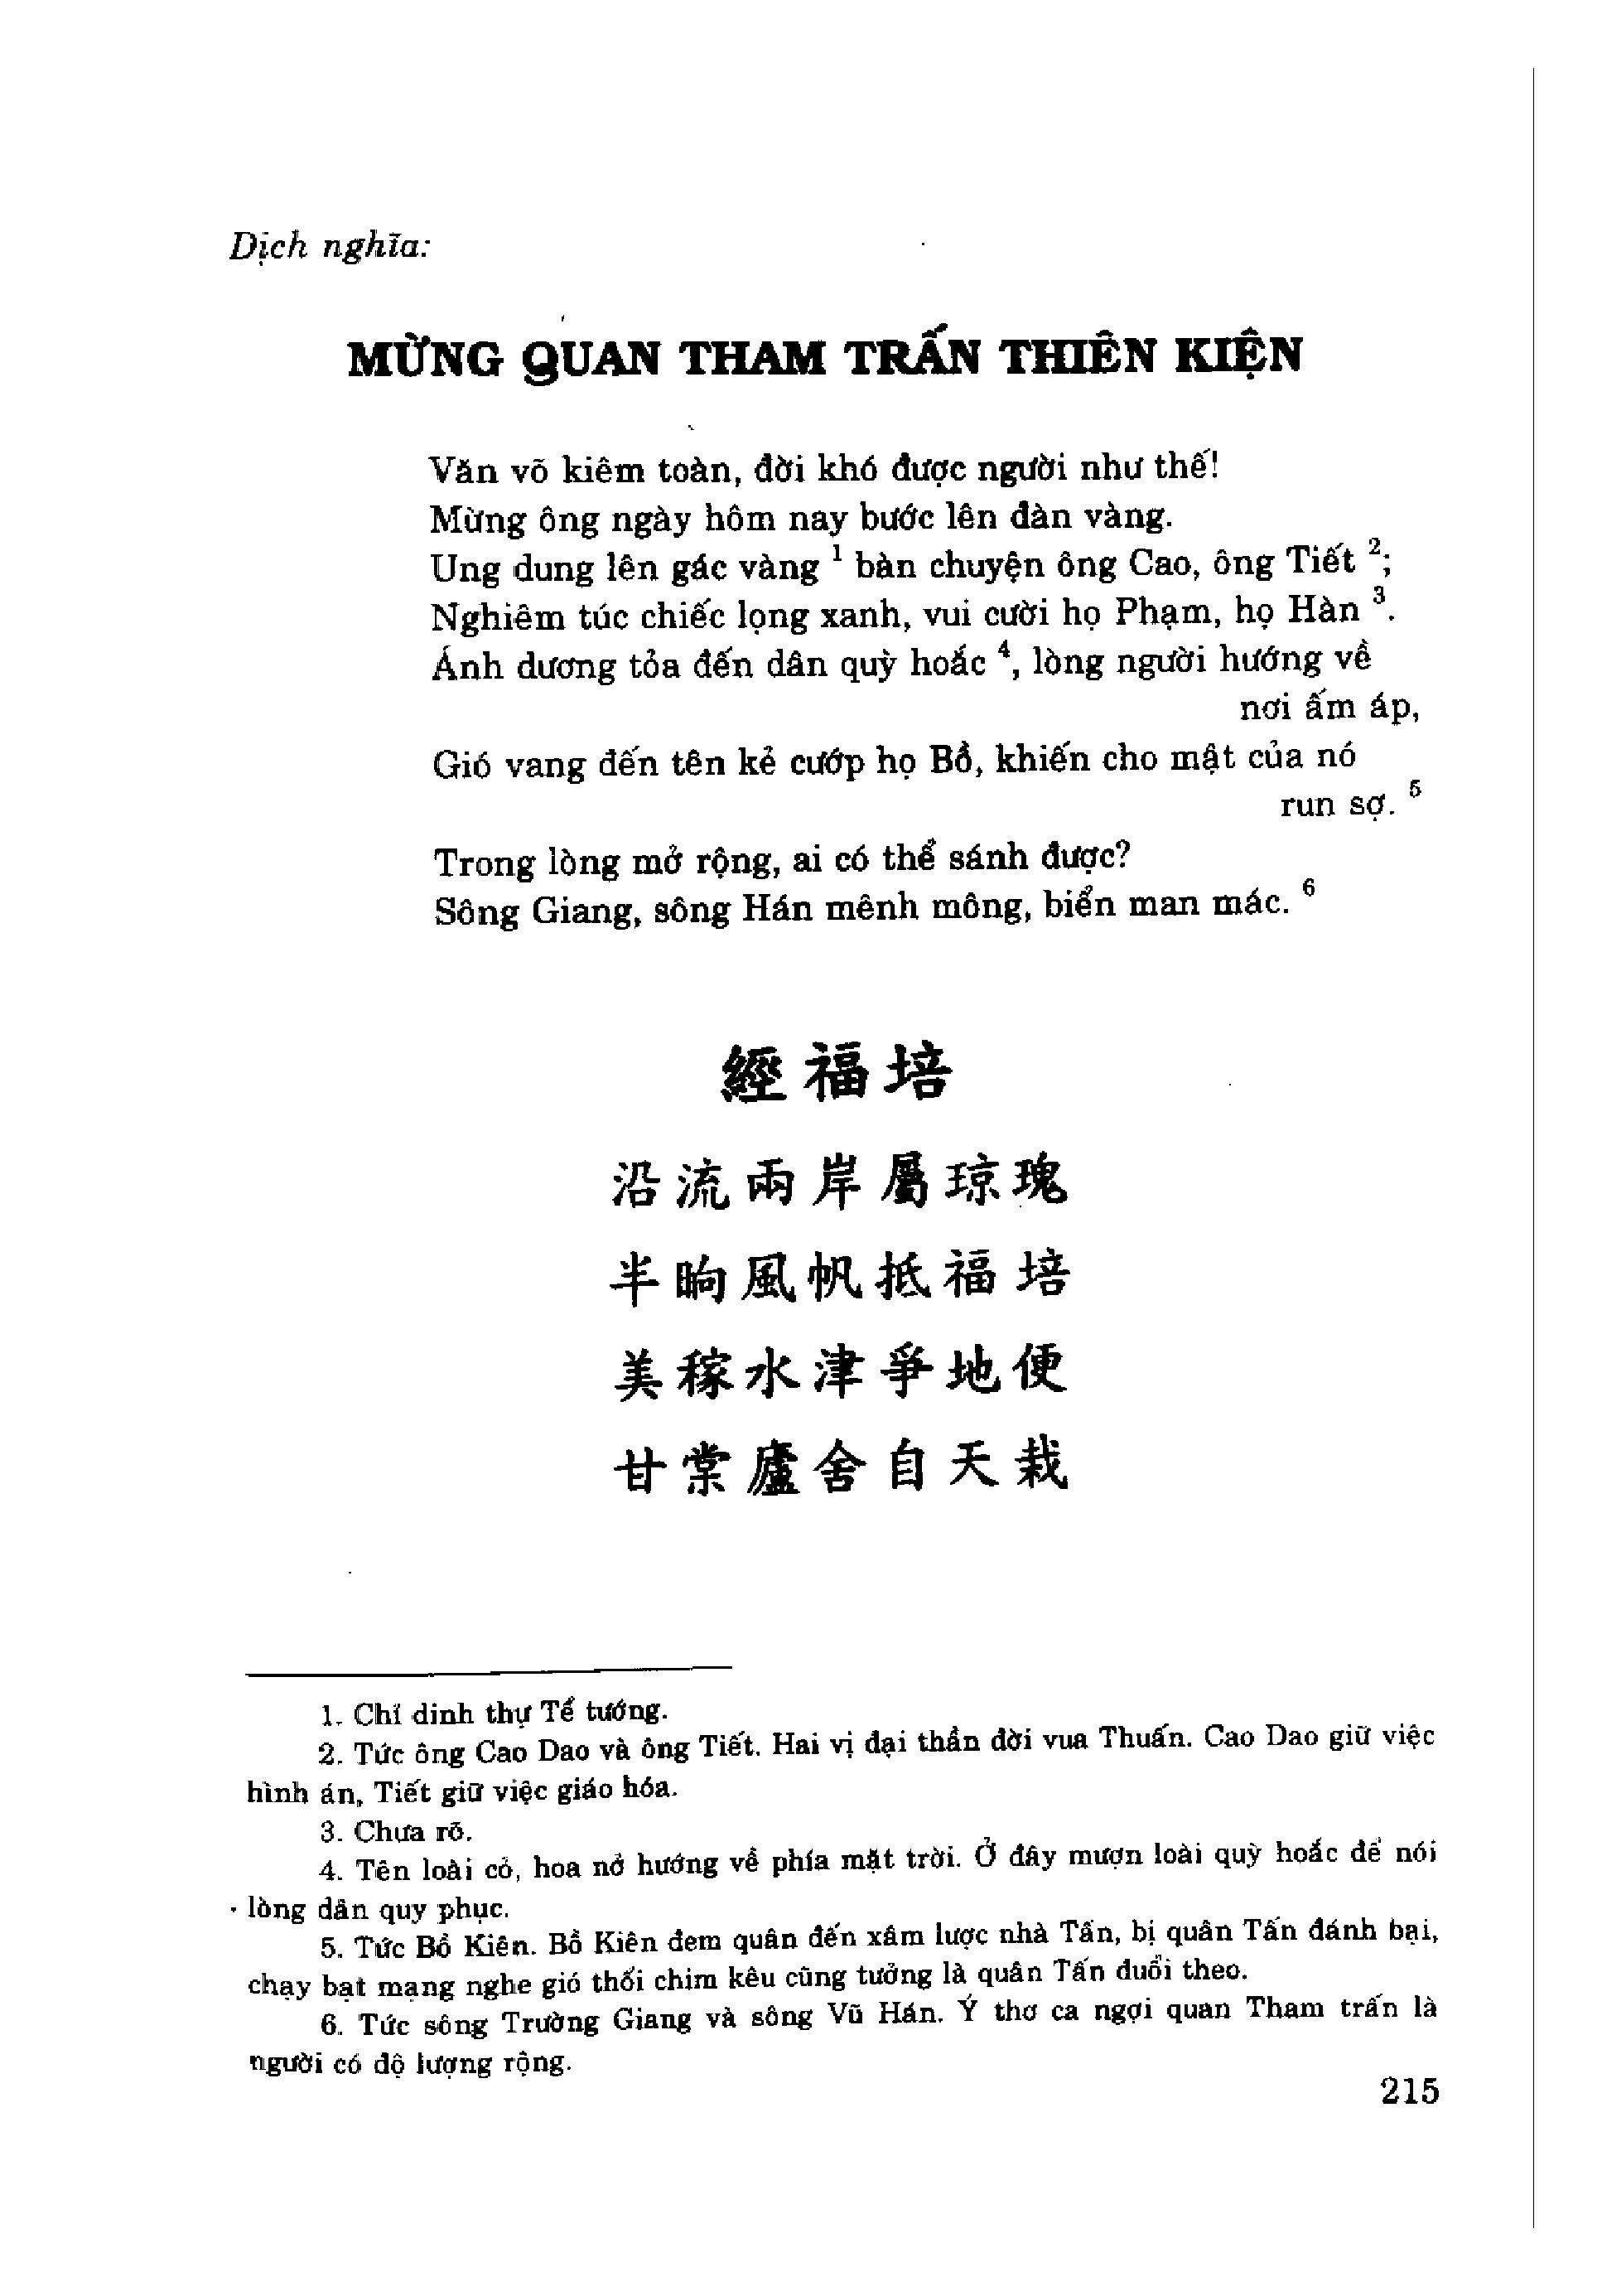 Dịch nghĩa:
MỪNG QUAN THAM TRẤN THIÊN KIỆN
Văn võ kiêm toàn, đời khó được người như thế!
Mừng ông ngày hôm nay bước lên đàn vàng.
Ung dung lên gác vàng ¹ bàn chuyện ông Cao, ông Tiết ²;
Nghiêm túc chiếc lọng xanh, vui cười họ Phạm, họ Hàn ³.
Ánh dương tỏa đến dân quỳ hoắc ⁴, lòng người hướng về
nơi ấm áp,
Gió vang đến tên kẻ cướp họ Bồ, khiến cho mật của nó
run sợ. ⁵
Trong lòng mở rộng, ai có thể sánh được?
Sông Giang, sông Hán mênh mông, biển man mác. ⁶
經福培
沿流兩岸屬琼瑰
半晌風帆抵福培
美稼水津爭地便
甘棠廬舍自天栽
1. Chỉ dinh thự Tể tướng.
2. Tức ông Cao Dao và ông Tiết. Hai vị đại thần đời vua Thuấn. Cao Dao giữ việc
hình án, Tiết giữ việc giáo hóa.
3. Chưa rõ.
4. Tên loài cỏ, hoa nở hướng về phía mặt trời. Ở đây mượn loài quỳ hoắc để nói
lòng dân quy phục.
5. Tức Bồ Kiên. Bồ Kiên đem quân đến xâm lược nhà Tấn, bị quân Tấn đánh bại,
chạy bạt mạng nghe gió thổi chim kêu cũng tưởng là quân Tấn đuổi theo.
6. Tức sông Trường Giang và sông Vũ Hán. Ý thơ ca ngợi quan Tham trấn là
người có độ lượng rộng.
215